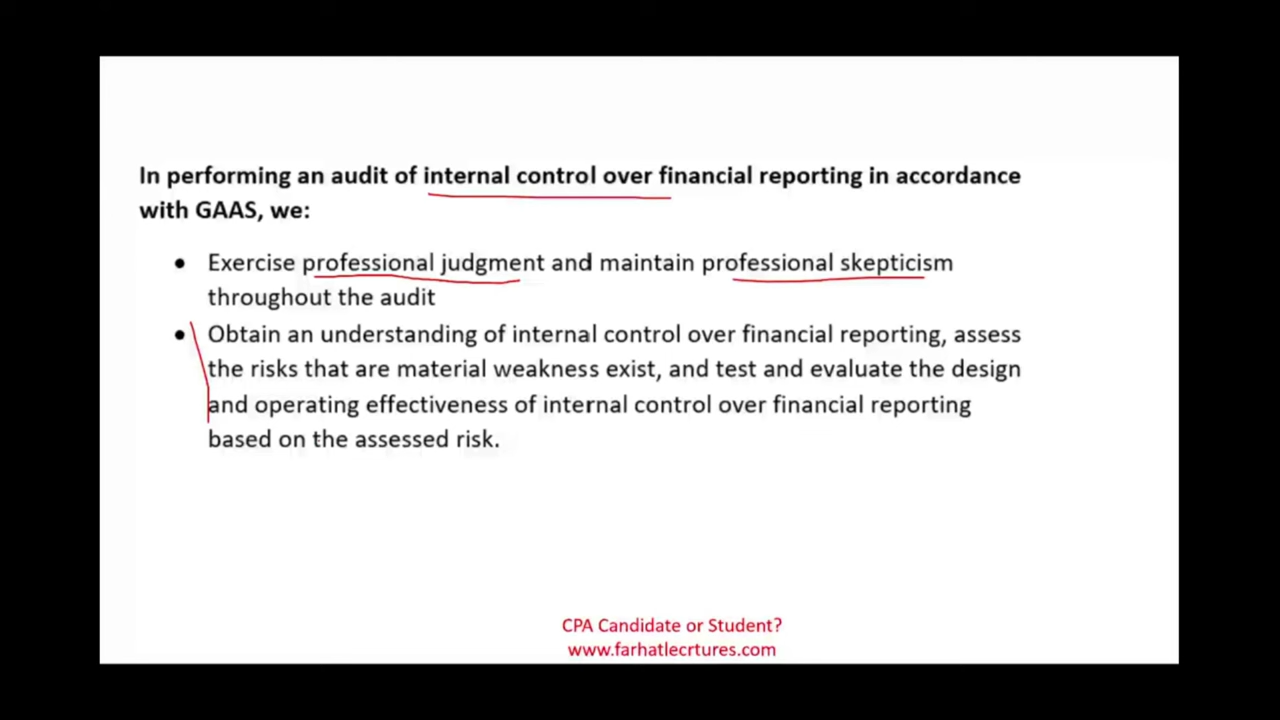 In performing an audit of internal control over financial reporting in accordance
with GAAS, we:
• Exercise professional judgment and maintain professional skepticism
throughout the audit
• Obtain an understanding of internal control over financial reporting, assess
the risks that are material weakness exist, and test and evaluate the design
and operating effectiveness of internal control over financial reporting
based on the assessed risk.
CPA Candidate or Student?
www.farhatlecrtures.com